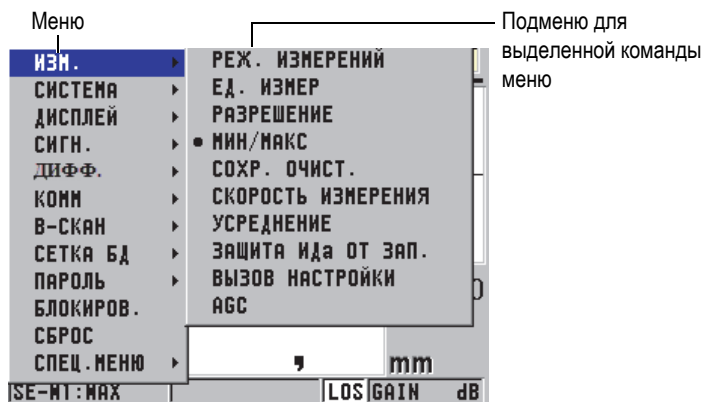 Меню
Подменю для
выделенной команды
меню
ИЗМ.
СИСТЕМА
ДИСПЛЕЙ
СИГН.
ДИФФ.
КОММ
В-СКАН
СЕТКА БД
ПАРОЛЬ
БЛОКИРОВ.
СБРОС
СПЕЦ.МЕНЮ
РЕЖ. ИЗМЕРЕНИЙ
ЕД. ИЗМЕР
РАЗРЕШЕНИЕ
МИН/МАКС
СОХР. ОЧИСТ.
СКОРОСТЬ ИЗМЕРЕНИЯ
УСРЕДНЕНИЕ
ЗАЩИТА ИДа ОТ ЗАП.
ВЫЗОВ НАСТРОЙКИ
AGC
, mm
SE-M1:MAX LOS GAIN dB